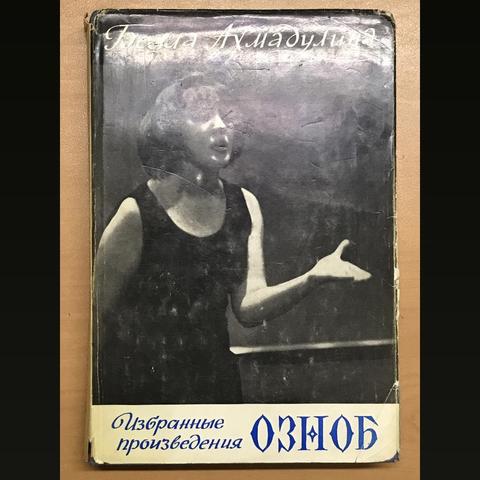 Белла Ахмадулина
Избранные
произведения
ОЗНОБ